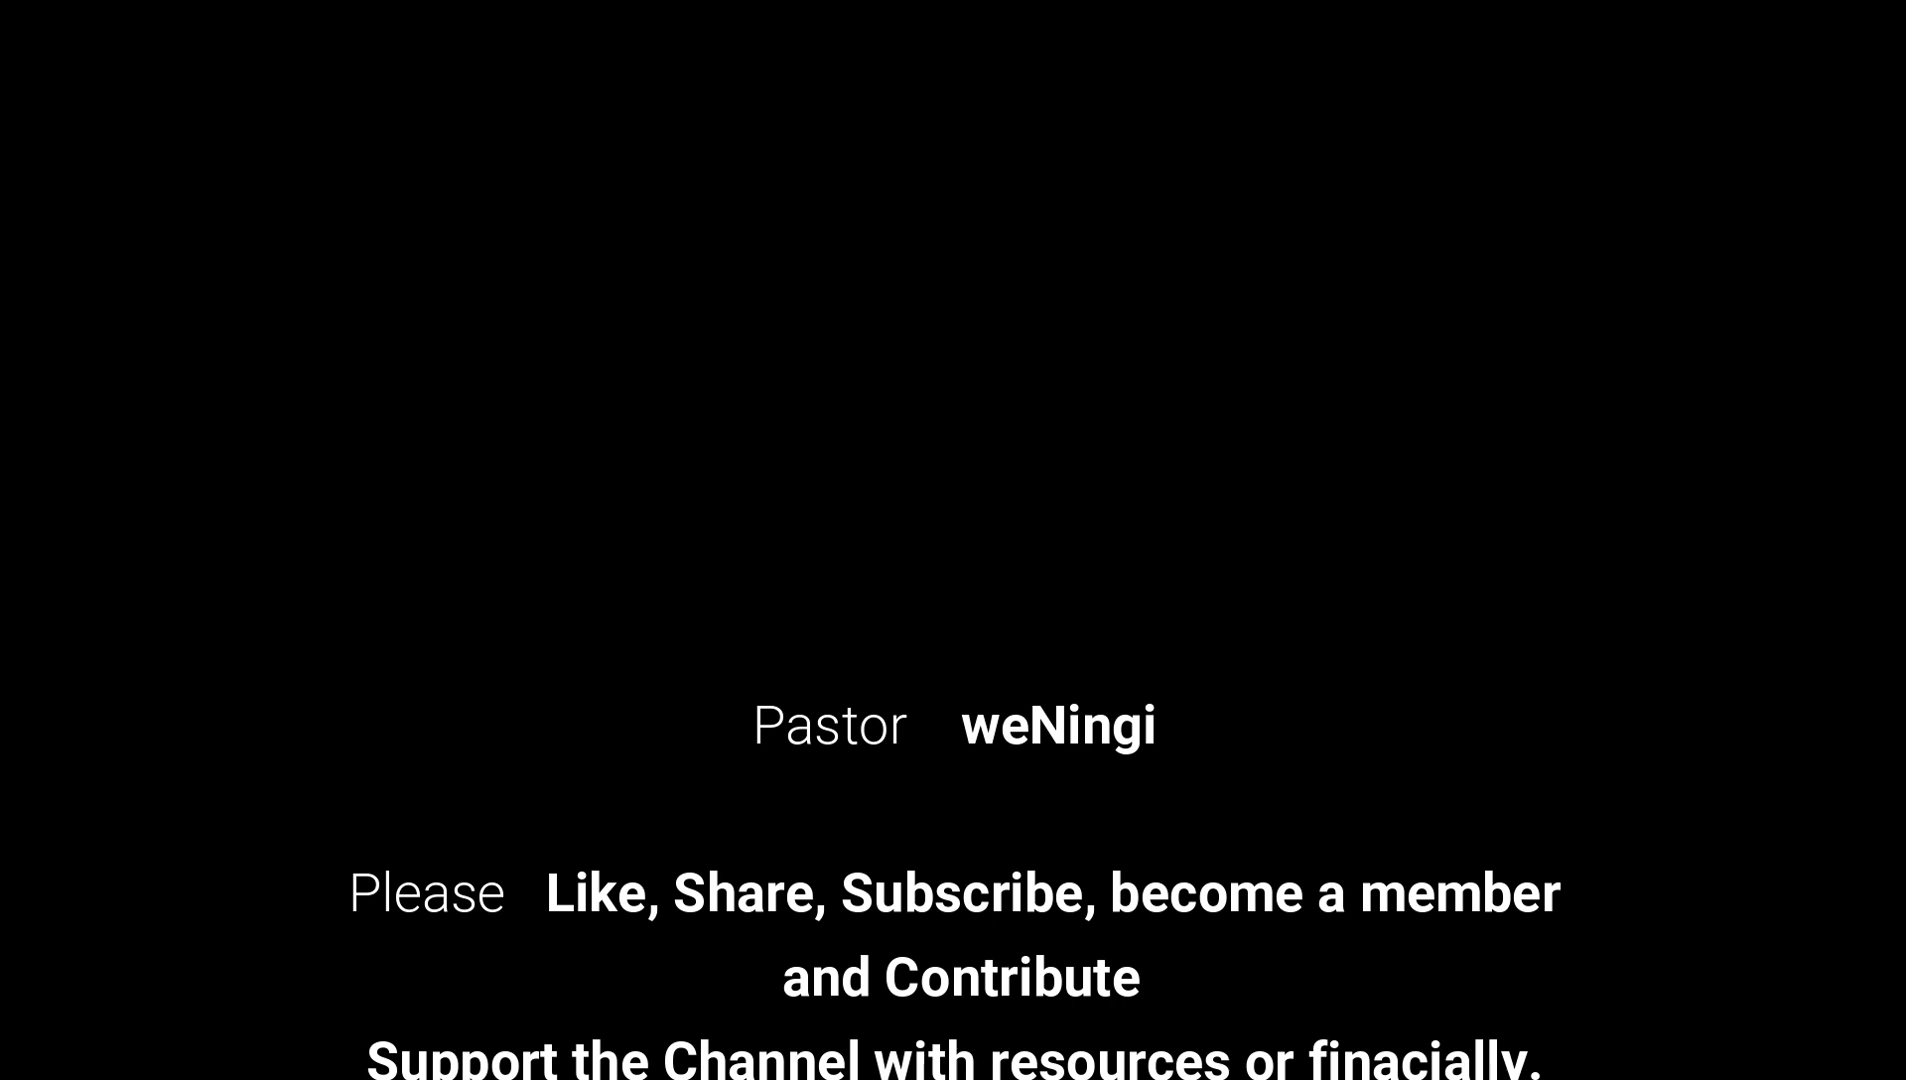 Pastor weNingi
Please Like, Share, Subscribe, become a member
and Contribute
Support the Channel with resources or finacially.